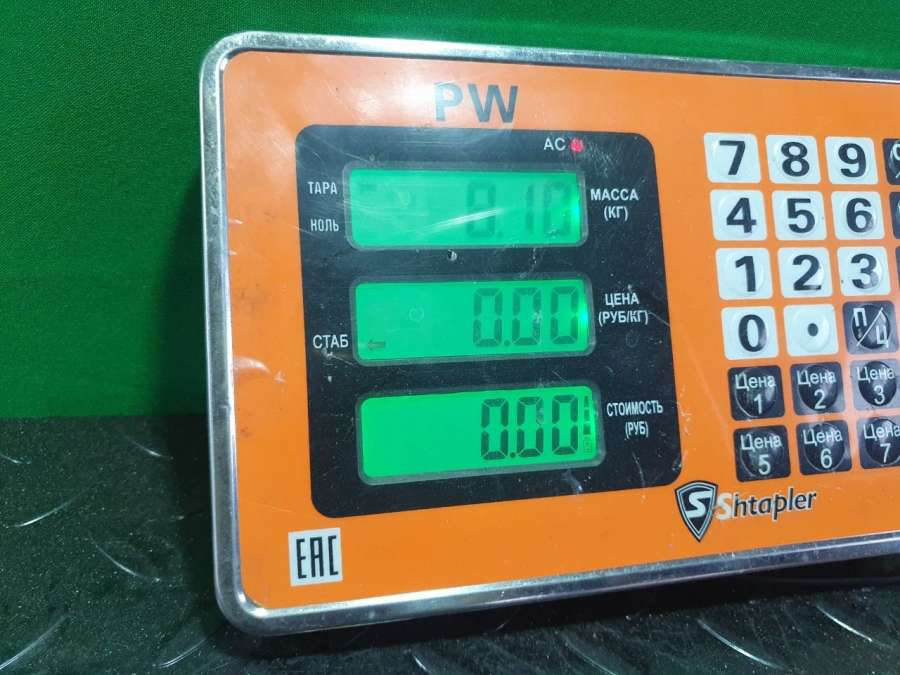 PW
AC
ТАРА
НОЛЬ
МАССА
(КГ)
ЦЕНА
(РУБ/КГ)
0.00
СТАБ
0.00
СТОИМОСТЬ
(РУБ)
7 8 9
4 5 6
1 2 3
0 . П/Ц
Цена 1 Цена 2 Цена 3
Цена 5 Цена 6 Цена 7
S Shtapler
EAC